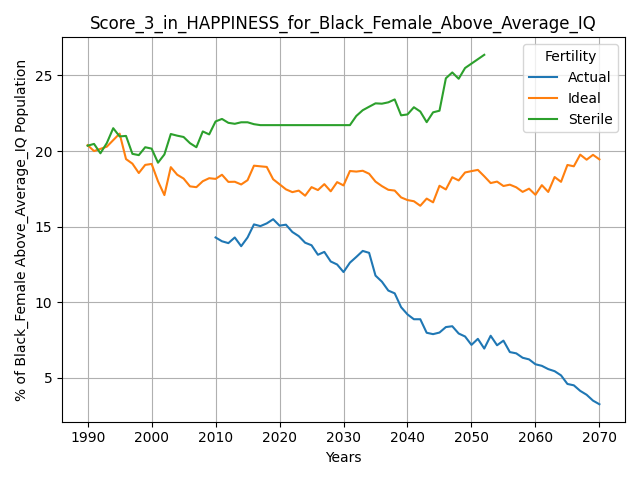 Score_3_in_HAPPINESS_for_Black_Female_Above_Average_IQ
% of Black_Female Above_Average_IQ Population
25
20
15
10
5
Fertility
Actual
Ideal
Sterile
1990 2000 2010 2020 2030 2040 2050 2060 2070
Years